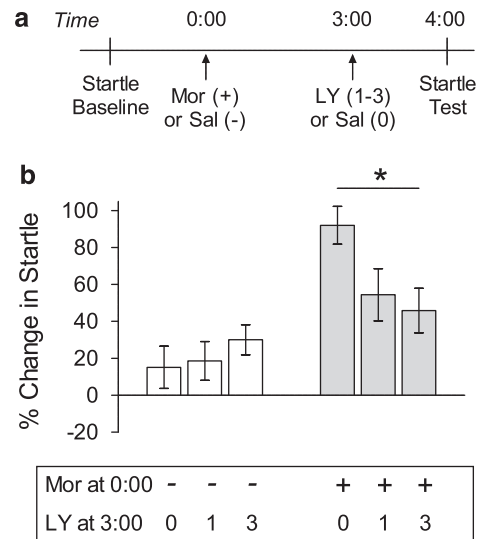 a
Time 0:00 3:00 4:00
Startle Baseline
Mor (+) or Sal (-)
LY (1-3) or Sal (0)
Startle Test
b
*
% Change in Startle
100
80
60
40
20
0
-20
Mor at 0:00 - - - + + +
LY at 3:00 0 1 3 0 1 3